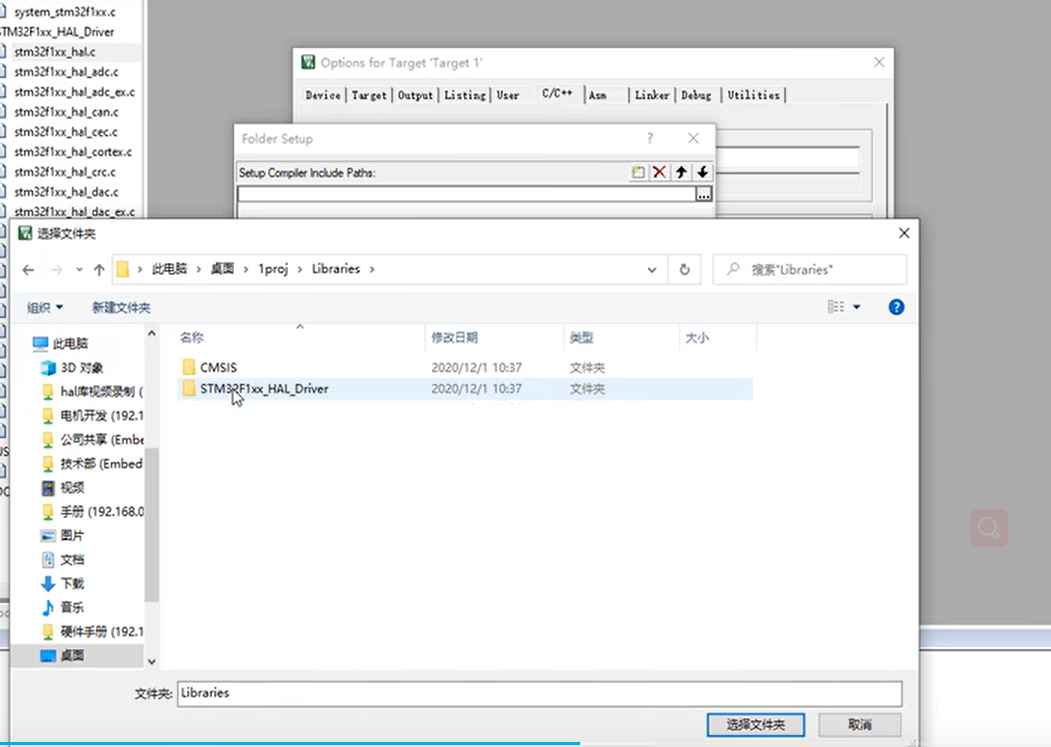 system_stm32f1xx.c
STM32F1xx_HAL_Driver
stm32f1xx_hal.c
stm32f1xx_hal_adc.c
stm32f1xx_hal_adc_ex.c
stm32f1xx_hal_can.c
stm32f1xx_hal_cec.c
stm32f1xx_hal_cortex.c
stm32f1xx_hal_crc.c
stm32f1xx_hal_dac.c
stm32f1xx_hal_dac_ex.c
Options for Target 'Target 1'
Device Target Output Listing User C/C++ Asm Linker Debug Utilities
Folder Setup
Setup Compiler Include Paths:
选择文件夹
此电脑 › 桌面 › 1proj › Libraries ›
搜索"Libraries"
组织 新建文件夹
名称 修改日期 类型 大小
CMSIS 2020/12/1 10:37 文件夹
STM32F1xx_HAL_Driver 2020/12/1 10:37 文件夹
此电脑
3D 对象
hal库视频录制 (
电机开发 (192.1
公司共享 (Embe
技术部 (Embed
视频
手册 (192.168.0
图片
文档
下载
音乐
硬件手册 (192.1
桌面
文件夹: Libraries
选择文件夹 取消